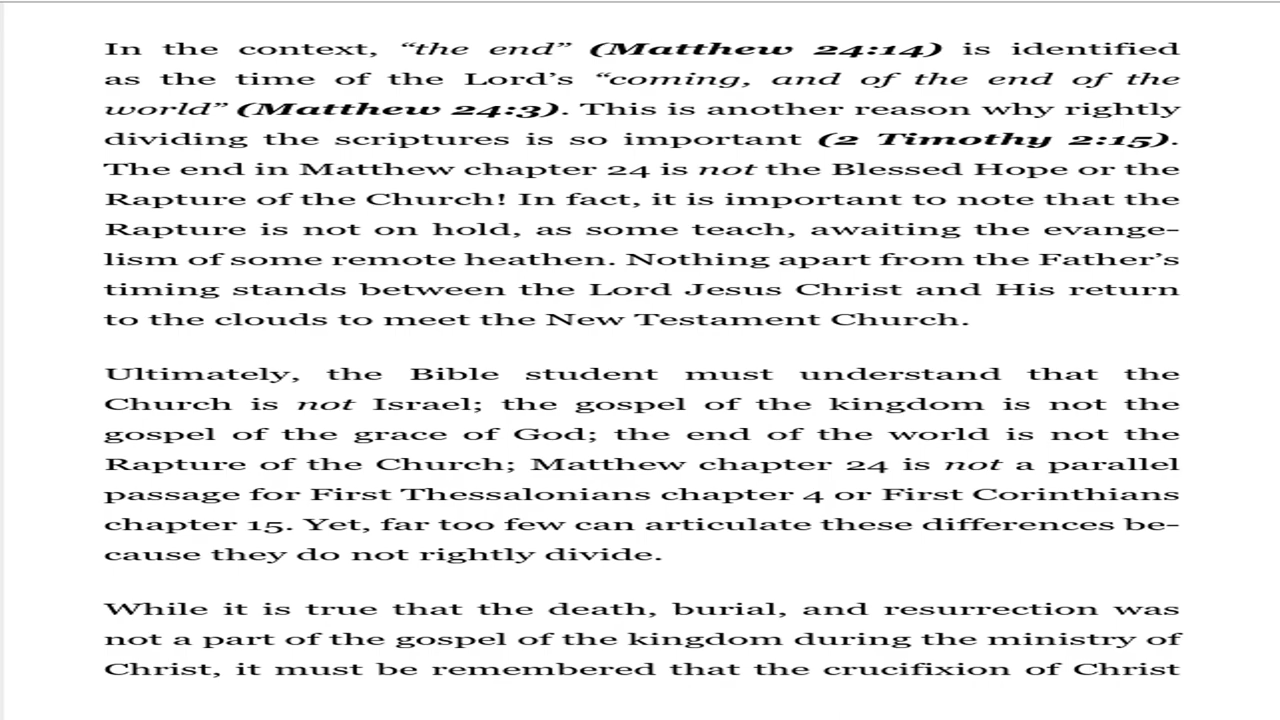 In the context, “the end” (Matthew 24:14) is identified
as the time of the Lord’s “coming, and of the end of the
world” (Matthew 24:3). This is another reason why rightly
dividing the scriptures is so important (2 Timothy 2:15).
The end in Matthew chapter 24 is not the Blessed Hope or the
Rapture of the Church! In fact, it is important to note that the
Rapture is not on hold, as some teach, awaiting the evange-
lism of some remote heathen. Nothing apart from the Father’s
timing stands between the Lord Jesus Christ and His return
to the clouds to meet the New Testament Church.
Ultimately, the Bible student must understand that the
Church is not Israel; the gospel of the kingdom is not the
gospel of the grace of God; the end of the world is not the
Rapture of the Church; Matthew chapter 24 is not a parallel
passage for First Thessalonians chapter 4 or First Corinthians
chapter 15. Yet, far too few can articulate these differences be-
cause they do not rightly divide.
While it is true that the death, burial, and resurrection was
not a part of the gospel of the kingdom during the ministry of
Christ, it must be remembered that the crucifixion of Christ